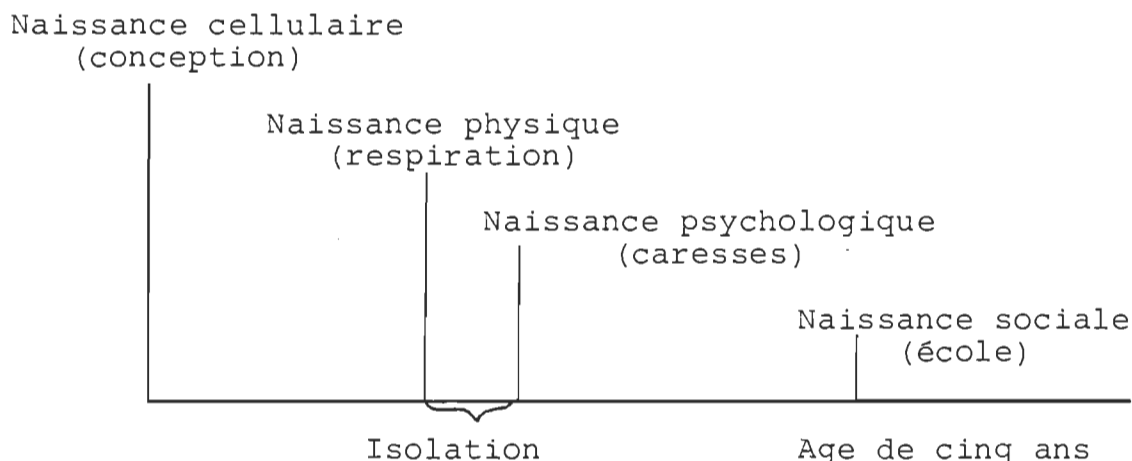 Naissance cellulaire
(conception)
Naissance physique
(respiration)
Naissance psychologique
(caresses)
Naissance sociale
(école)
Isolation
Age de cinq ans